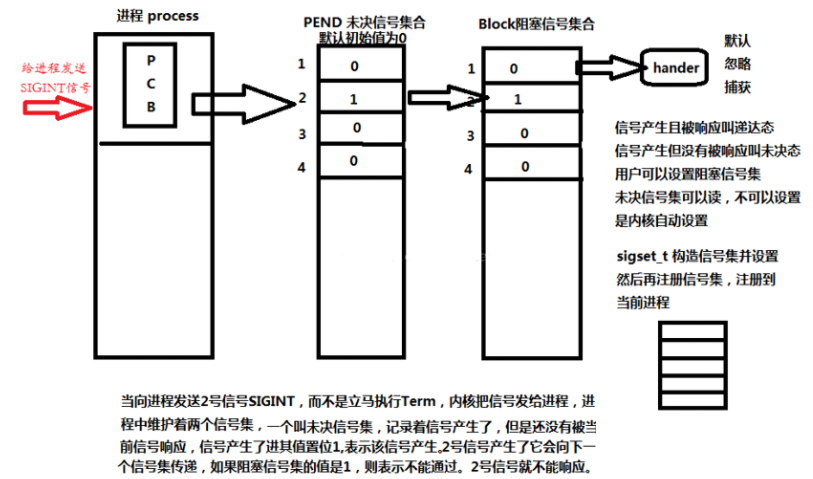 进程 process
PEND 未决信号集合
默认初始值为0
Block阻塞信号集合
给进程发送
SIGINT信号
P
C
B
1
0
2
1
3
0
4
0
1
0
2
1
3
0
4
0
hander
默认
忽略
捕获
信号产生且被响应叫递达态
信号产生但没有被响应叫未决态
用户可以设置阻塞信号集
未决信号集可以读，不可以设置
是内核自动设置
sigset_t 构造信号集并设置
然后再注册信号集，注册到
当前进程
当向进程发送2号信号SIGINT，而不是立马执行Term，内核把信号发给进程，进
程中维护着两个信号集，一个叫未决信号集，记录着信号产生了，但是还没有被当
前信号响应，信号产生了进其值置位1,表示该信号产生。2号信号产生了它会向下一
个信号集传递，如果阻塞信号集的值是1，则表示不能通过。2号信号就不能响应。